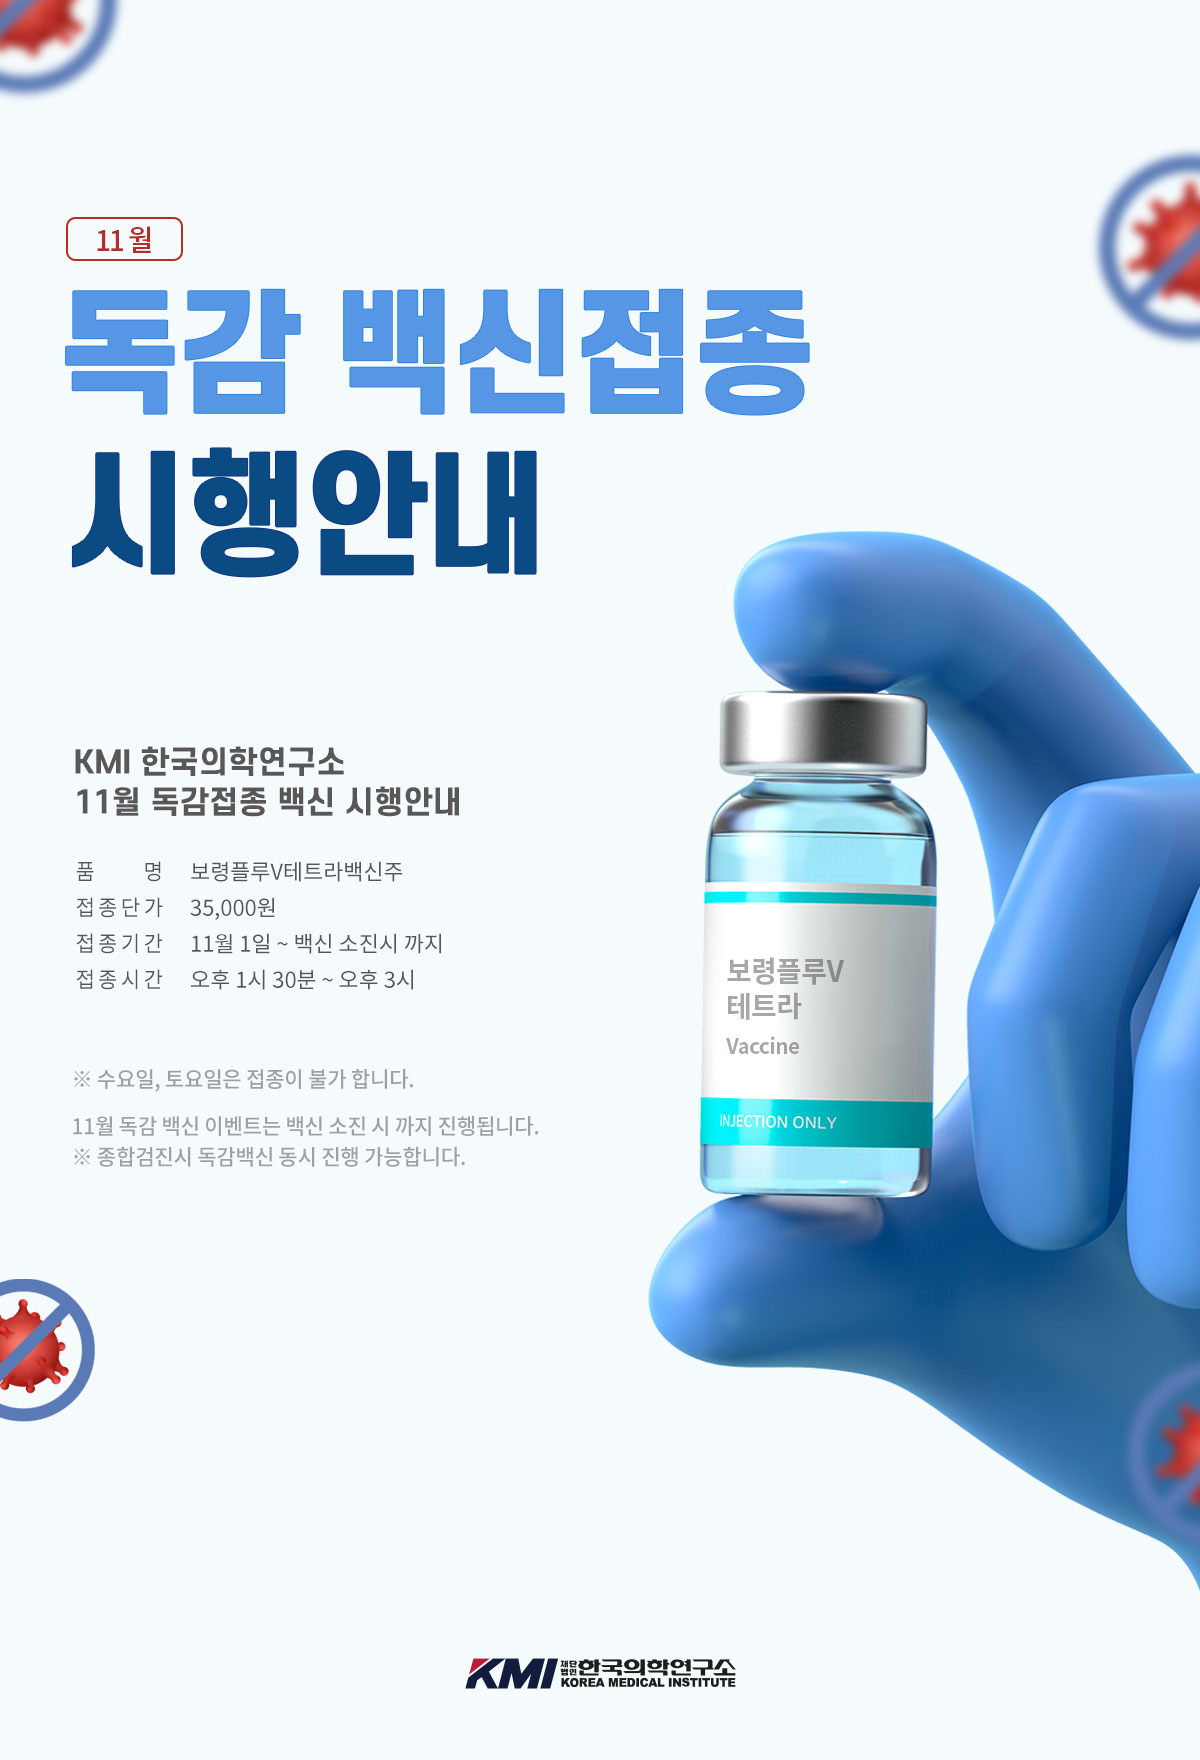 11월
독감 백신접종
시행안내
KMI 한국의학연구소
11월 독감접종 백신 시행안내
품 명 보령플루V테트라백신주
접종단가 35,000원
접종기간 11월 1일 ~ 백신 소진시 까지
접종시간 오후 1시 30분 ~ 오후 3시
※ 수요일, 토요일은 접종이 불가 합니다.
11월 독감 백신 이벤트는 백신 소진 시 까지 진행됩니다.
※ 종합검진시 독감백신 동시 진행 가능합니다.
보령플루V
테트라
Vaccine
INJECTION ONLY
KMI 재단법인 한국의학연구소
KOREA MEDICAL INSTITUTE